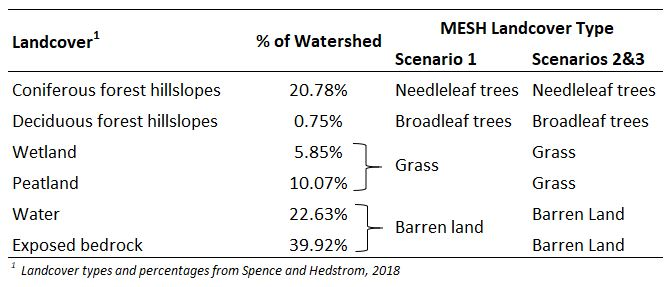 Landcover1 % of Watershed MESH Landcover Type
Scenario 1 Scenarios 2&3
Coniferous forest hillslopes 20.78% Needleleaf trees Needleleaf trees
Deciduous forest hillslopes 0.75% Broadleaf trees Broadleaf trees
Wetland 5.85% Grass
Grass
Peatland 10.07% Grass
Water 22.63% Barren Land
Barren land
Exposed bedrock 39.92% Barren Land
1 Landcover types and percentages from Spence and Hedstrom, 2018